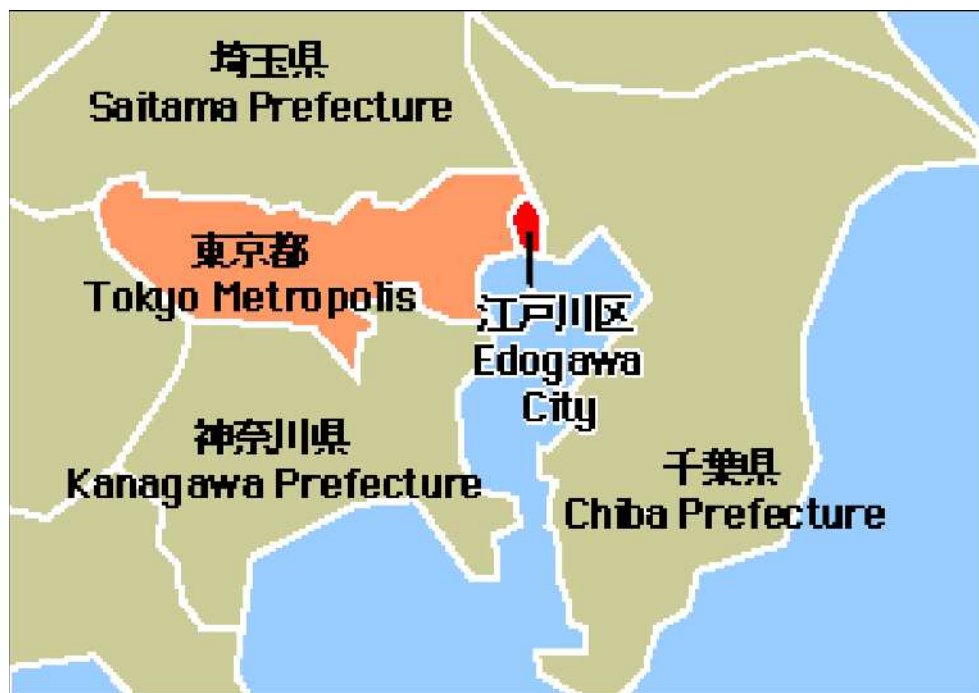 埼玉県
Saitama Prefecture
東京都
Tokyo Metropolis
江戸川区
Edogawa
City
神奈川県
Kanagawa Prefecture
千葉県
Chiba Prefecture